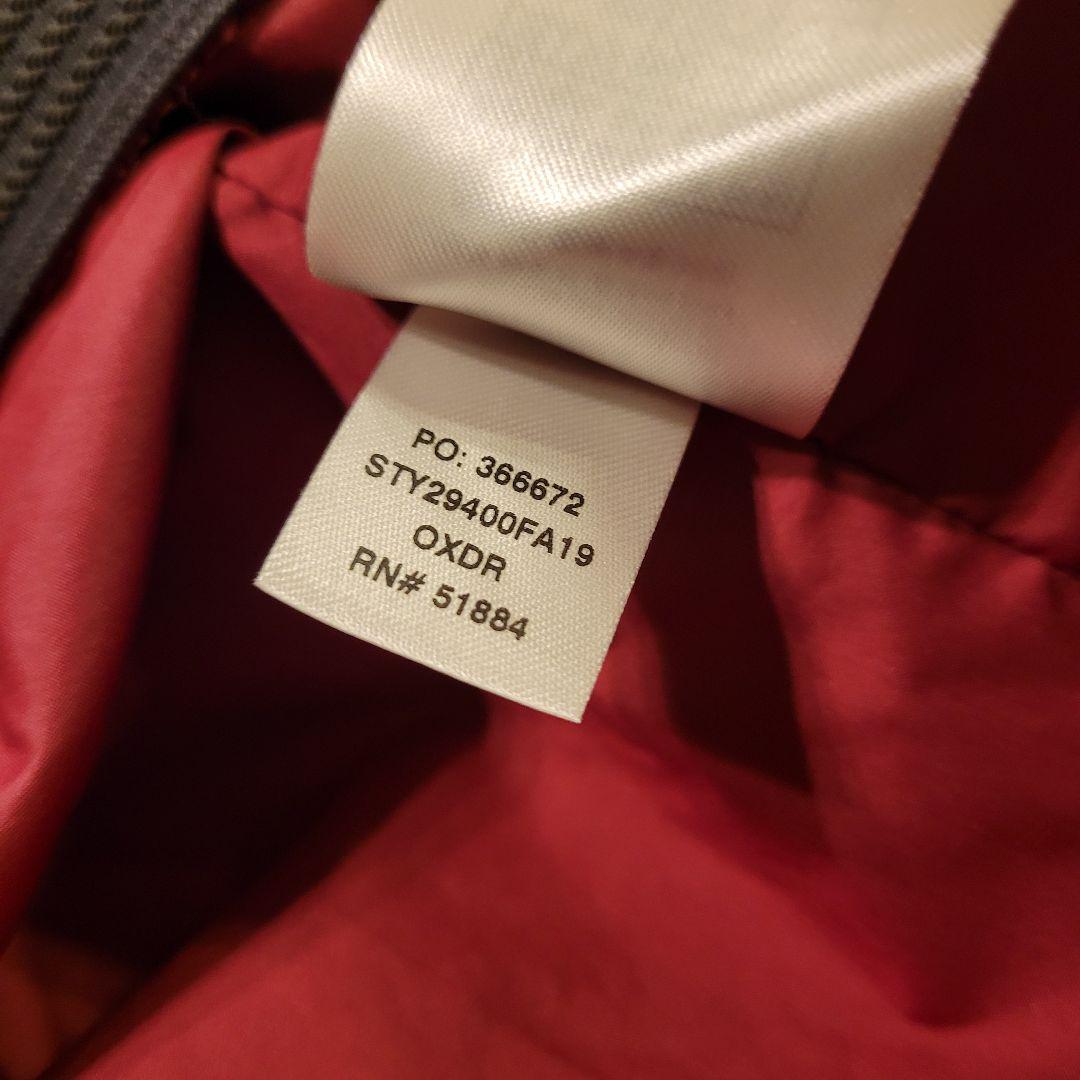 PO: 366672
STY29400FA19
OXDR
RN# 51884